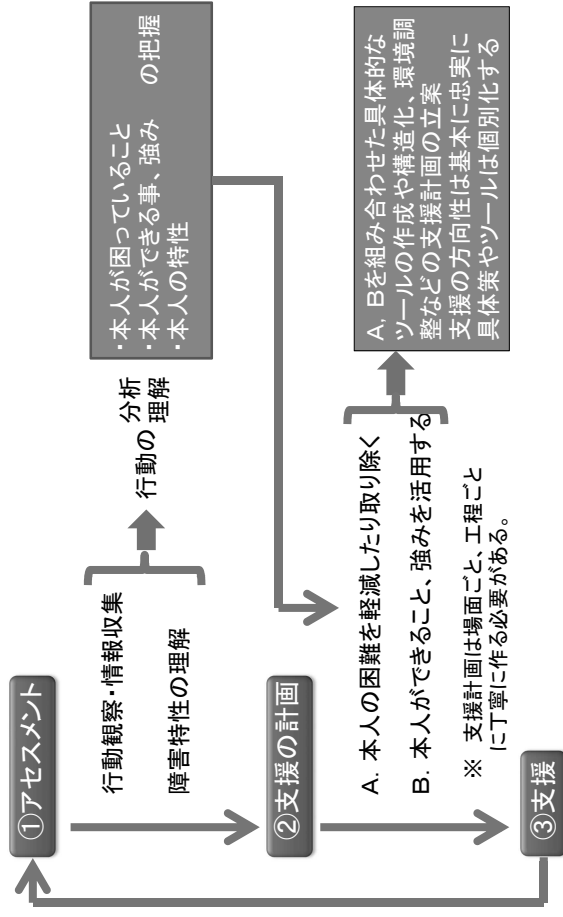 ①アセスメント
行動観察・情報収集
障害特性の理解
行動の
分析
理解
・本人が困っていること
・本人ができる事、強み　の把握
・本人の特性
②支援の計画
A. 本人の困難を軽減したり取り除く
B. 本人ができること、強みを活用する
※ 支援計画は場面ごと、工程ごと
に丁寧に作る必要がある。
A, Bを組み合わせた具体的な
ツールの作成や構造化、環境調
整などの支援計画の立案
支援の方向性は基本に忠実に
具体策やツールは個別化する
③支援